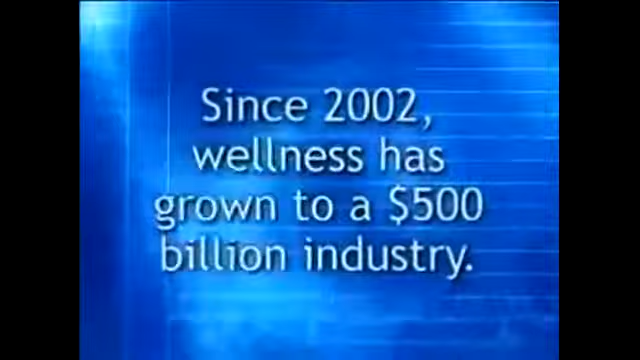 Since 2002,
wellness has
grown to a $500
billion industry.